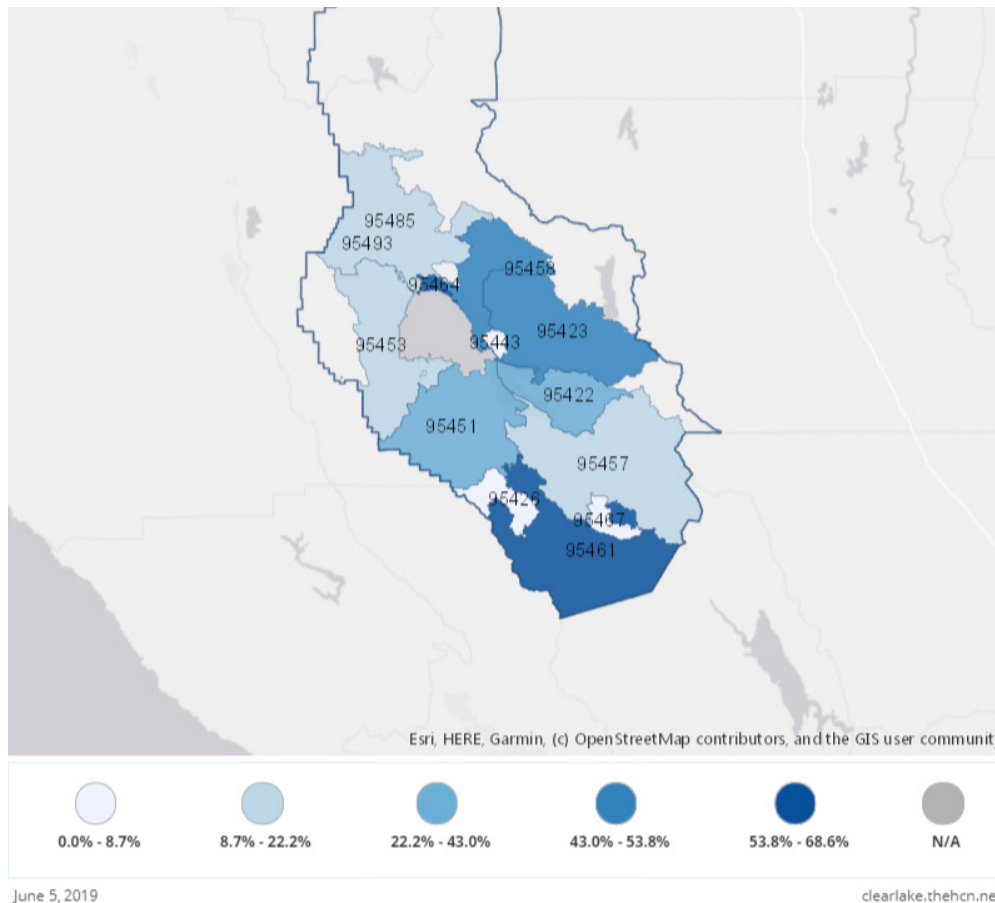 95485
95493
95458
95464
95423
95443
95453
95422
95451
95457
95426
95467
95461
Esri, HERE, Garmin, (c) OpenStreetMap contributors, and the GIS user communit
0.0% - 8.7%
8.7% - 22.2%
22.2% - 43.0%
43.0% - 53.8%
53.8% - 68.6%
N/A
June 5, 2019
clearlake.thehcn.ne